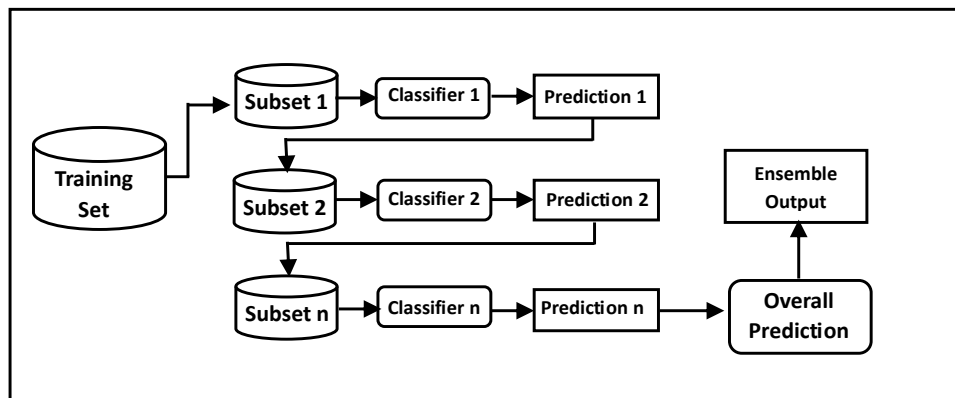 Subset 1
Classifier 1
Prediction 1
Training
Set
Subset 2
Classifier 2
Prediction 2
Ensemble
Output
Subset n
Classifier n
Prediction n
Overall
Prediction